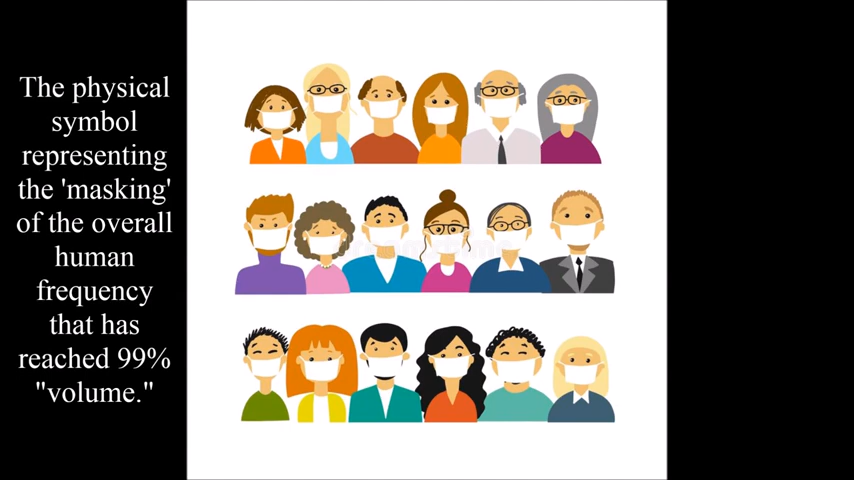 The physical
symbol
representing
the 'masking'
of the overall
human
frequency
that has
reached 99%
"volume."